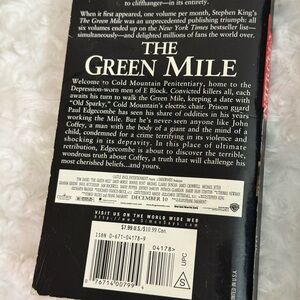 cliffhanger—in its entirety.
When it first appeared, one volume per month, Stephen King's
The Green Mile was an unprecedented publishing triumph: all
six volumes ended up on the New York Times bestseller list—
simultaneously—and delighted millions of fans the world over.
THE
GREEN MILE
Welcome to Cold Mountain Penitentiary, home to the
Depression-worn men of E Block. Convicted killers all, each
awaits his turn to walk the Green Mile, keeping a date with
"Old Sparky," Cold Mountain's electric chair. Prison guard
Paul Edgecombe has seen his share of oddities in his years
working the Mile. But he's never seen anyone like John
Coffey, a man with the body of a giant and the mind of a
child, condemned for a crime terrifying in its violence and
shocking in its depravity. In this place of ultimate
retribution, Edgecombe is about to discover the terrible,
wondrous truth about Coffey, a truth that will challenge his
most cherished beliefs...and yours.
DECEMBER 10
VISIT US ON THE WORLD WIDE WEB
$7.99 U.S./$10.99 Can.
ISBN 0-671-04178-9
04178>
UPC
S